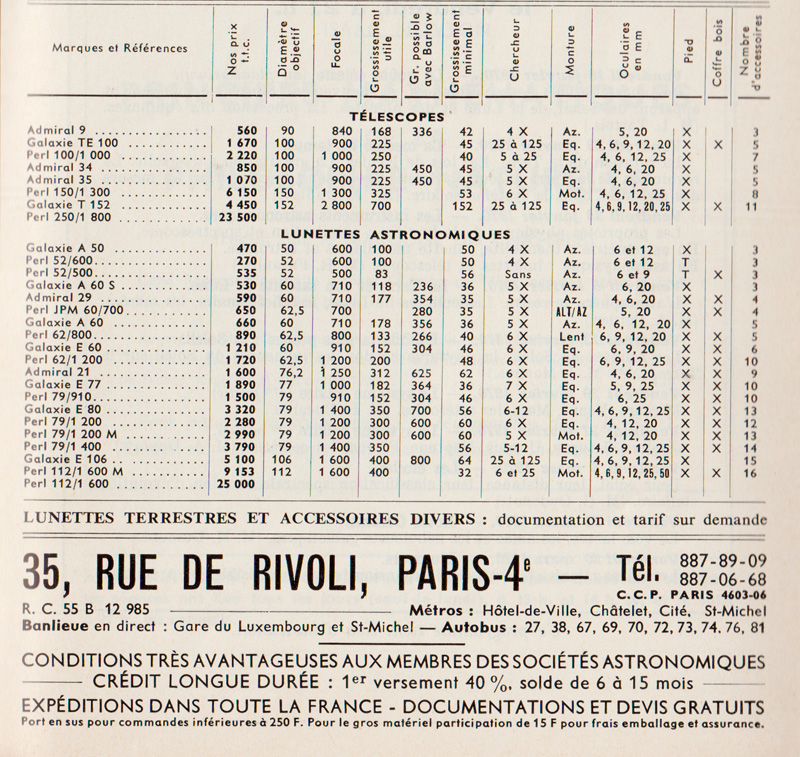 Marques et Références Nos prix t.t.c. Diamètre objectif Focale Grossissement utile Gr. possible avec Barlow Grossissement minimal Chercheur Monture Oculaires en mm Pied Coffre bois Nombre d'accessoires
TÉLESCOPES
Admiral 9 560 90 840 168 336 42 4 X Az. 5, 20 X 3
Galaxie TE 100 1 670 100 900 225 45 25 à 125 Eq. 4, 6, 9, 12, 20 X X 5
Perl 100/1 000 2 220 100 1 000 250 40 5 à 25 Eq. 4, 6, 12, 25 X 7
Admiral 34 850 100 900 225 450 45 5 X Az. 4, 6, 20 X 5
Admiral 35 1 070 100 900 225 450 45 5 X Eq. 4, 6, 20 X 5
Perl 150/1 300 6 150 150 1 300 325 53 6 X Mot. 4, 6, 12, 25 X 8
Galaxie T 152 4 450 152 2 800 700 152 25 à 125 Eq. 4, 6, 9, 12, 20, 25 X X 11
Perl 250/1 800 23 500
LUNETTES ASTRONOMIQUES
Galaxie A 50 470 50 600 100 50 4 X Az. 6 et 12 X 3
Perl 52/600 270 52 600 100 50 4 X Az. 6 et 12 T 3
Perl 52/500 535 52 500 83 56 Sans Az. 6 et 9 T X 3
Galaxie A 60 S 530 60 710 118 236 36 5 X Az. 6, 20 X 3
Admiral 29 590 60 710 177 354 35 5 X Az. 4, 6, 20 X X 4
Perl JPM 60/700 650 62,5 700 280 35 5 X ALT/AZ 5, 20 X X 4
Galaxie A 60 660 60 710 178 356 36 5 X Az. 4, 6, 12, 20 X 5
Perl 62/800 890 62,5 800 133 266 40 6 X Lent 6, 9, 12, 20 X X 5
Galaxie E 60 1 210 60 910 152 304 46 6 X Eq. 6, 9, 20 X X 6
Perl 62/1 200 1 720 62,5 1 200 200 48 6 X Eq. 6, 9, 12, 25 X X 10
Admiral 21 1 600 76,2 1 250 312 625 62 6 X Eq. 4, 6, 20 X X 9
Galaxie E 77 1 890 77 1 000 182 364 36 7 X Eq. 5, 9, 25 X X 10
Perl 79/910 1 500 79 910 152 304 46 6 X Eq. 6, 25 X X 10
Galaxie E 80 3 320 79 1 400 350 700 56 6-12 Eq. 4, 6, 9, 12, 25 X X 13
Perl 79/1 200 2 280 79 1 200 300 600 60 6 X Eq. 4, 12, 20 X X 12
Perl 79/1 200 M 2 990 79 1 200 300 600 60 5 X Mot. 4, 12, 20 X X 13
Perl 79/1 400 3 790 79 1 400 350 56 5-12 Eq. 4, 6, 9, 12, 25 X X 14
Galaxie E 106 5 100 106 1 600 400 800 64 25 à 125 Eq. 4, 6, 9, 12, 25 X 15
Perl 112/1 600 M 9 153 112 1 600 400 32 6 et 25 Mot. 4, 6, 9, 12, 25, 50 X X 16
Perl 112/1 600 25 000
LUNETTES TERRESTRES ET ACCESSOIRES DIVERS : documentation et tarif sur demande
35, RUE DE RIVOLI, PARIS-4e — Tél. 887-89-09
887-06-68
C.C.P. PARIS 4603-06
R. C. 55 B 12 985 Métros : Hôtel-de-Ville, Châtelet, Cité, St-Michel
Banlieue en direct : Gare du Luxembourg et St-Michel — Autobus : 27, 38, 67, 69, 70, 72, 73, 74. 76, 81
CONDITIONS TRÈS AVANTAGEUSES AUX MEMBRES DES SOCIÉTÉS ASTRONOMIQUES
CRÉDIT LONGUE DURÉE : 1er versement 40 %, solde de 6 à 15 mois
EXPÉDITIONS DANS TOUTE LA FRANCE - DOCUMENTATIONS ET DEVIS GRATUITS
Port en sus pour commandes inférieures à 250 F. Pour le gros matériel participation de 15 F pour frais emballage et assurance.